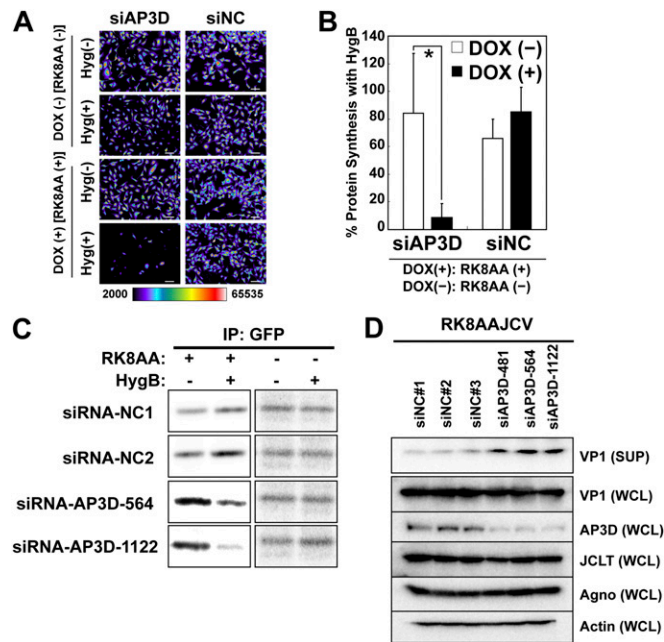 A
siAP3D siNC
DOX (-) [RK8AA (-)]
Hyg(-)
Hyg(+)
DOX (+) [RK8AA (+)]
Hyg(-)
Hyg(+)
2000 65535
B
% Protein Synthesis with HygB
140
120
100
80
60
40
20
0
*
DOX (−)
DOX (+)
siAP3D siNC
DOX(+): RK8AA (+)
DOX(−): RK8AA (−)
C
IP: GFP
RK8AA: + + - -
HygB: - + - +
siRNA-NC1
siRNA-NC2
siRNA-AP3D-564
siRNA-AP3D-1122
D
RK8AAJCV
siNC#1
siNC#2
siNC#3
siAP3D-481
siAP3D-564
siAP3D-1122
VP1 (SUP)
VP1 (WCL)
AP3D (WCL)
JCLT (WCL)
Agno (WCL)
Actin (WCL)